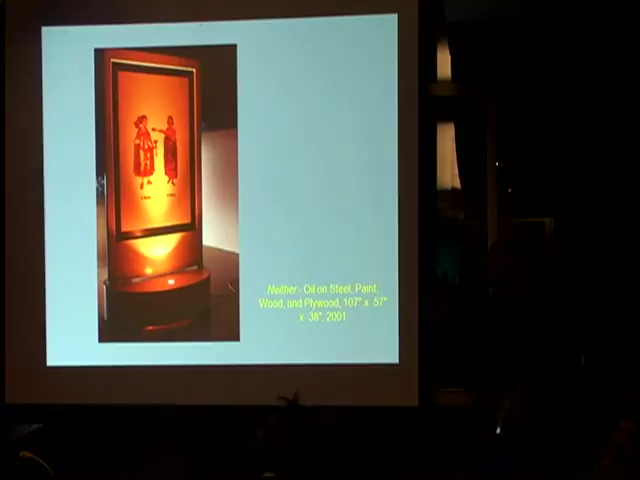 Neither - Oil on Steel, Paint,
Wood, and Plywood, 107" x 57"
x 38", 2001